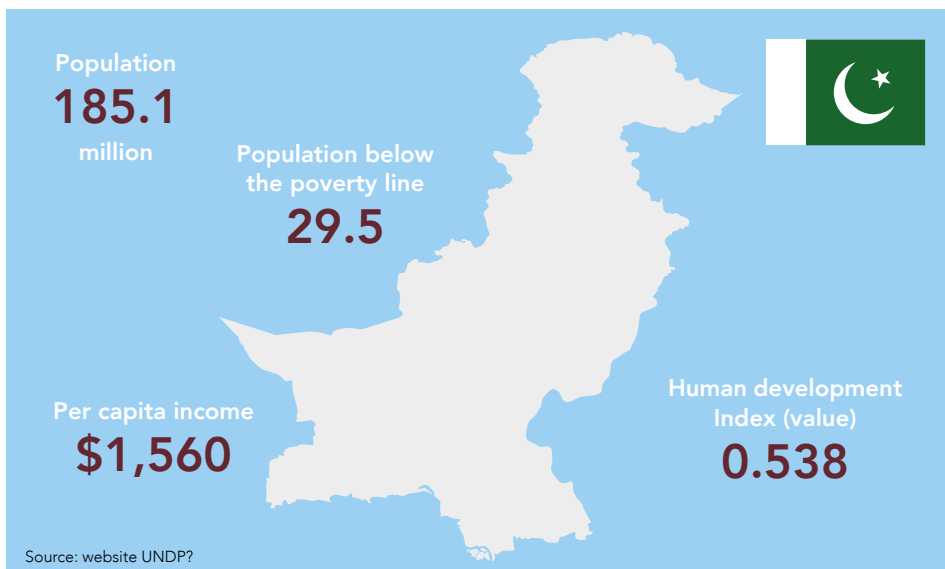 Population
185.1
million
Population below
the poverty line
29.5
Per capita income
$1,560
Human development
Index (value)
0.538
Source: website UNDP?